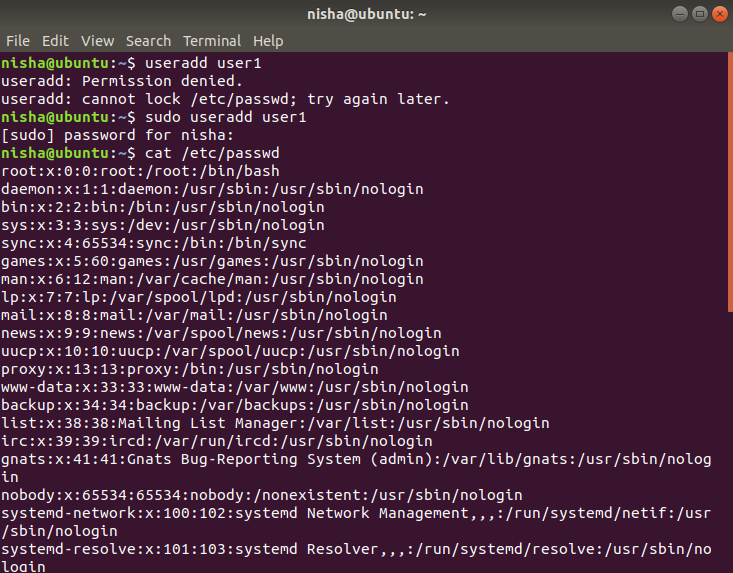 nisha@ubuntu: ~
File Edit View Search Terminal Help
nisha@ubuntu:~$ useradd user1
useradd: Permission denied.
useradd: cannot lock /etc/passwd; try again later.
nisha@ubuntu:~$ sudo useradd user1
[sudo] password for nisha:
nisha@ubuntu:~$ cat /etc/passwd
root:x:0:0:root:/root:/bin/bash
daemon:x:1:1:daemon:/usr/sbin:/usr/sbin/nologin
bin:x:2:2:bin:/bin:/usr/sbin/nologin
sys:x:3:3:sys:/dev:/usr/sbin/nologin
sync:x:4:65534:sync:/bin:/bin/sync
games:x:5:60:games:/usr/games:/usr/sbin/nologin
man:x:6:12:man:/var/cache/man:/usr/sbin/nologin
lp:x:7:7:lp:/var/spool/lpd:/usr/sbin/nologin
mail:x:8:8:mail:/var/mail:/usr/sbin/nologin
news:x:9:9:news:/var/spool/news:/usr/sbin/nologin
uucp:x:10:10:uucp:/var/spool/uucp:/usr/sbin/nologin
proxy:x:13:13:proxy:/bin:/usr/sbin/nologin
www-data:x:33:33:www-data:/var/www:/usr/sbin/nologin
backup:x:34:34:backup:/var/backups:/usr/sbin/nologin
list:x:38:38:Mailing List Manager:/var/list:/usr/sbin/nologin
irc:x:39:39:ircd:/var/run/ircd:/usr/sbin/nologin
gnats:x:41:41:Gnats Bug-Reporting System (admin):/var/lib/gnats:/usr/sbin/nolog
in
nobody:x:65534:65534:nobody:/nonexistent:/usr/sbin/nologin
systemd-network:x:100:102:systemd Network Management,,,:/run/systemd/netif:/usr
/sbin/nologin
systemd-resolve:x:101:103:systemd Resolver,,,:/run/systemd/resolve:/usr/sbin/no
login